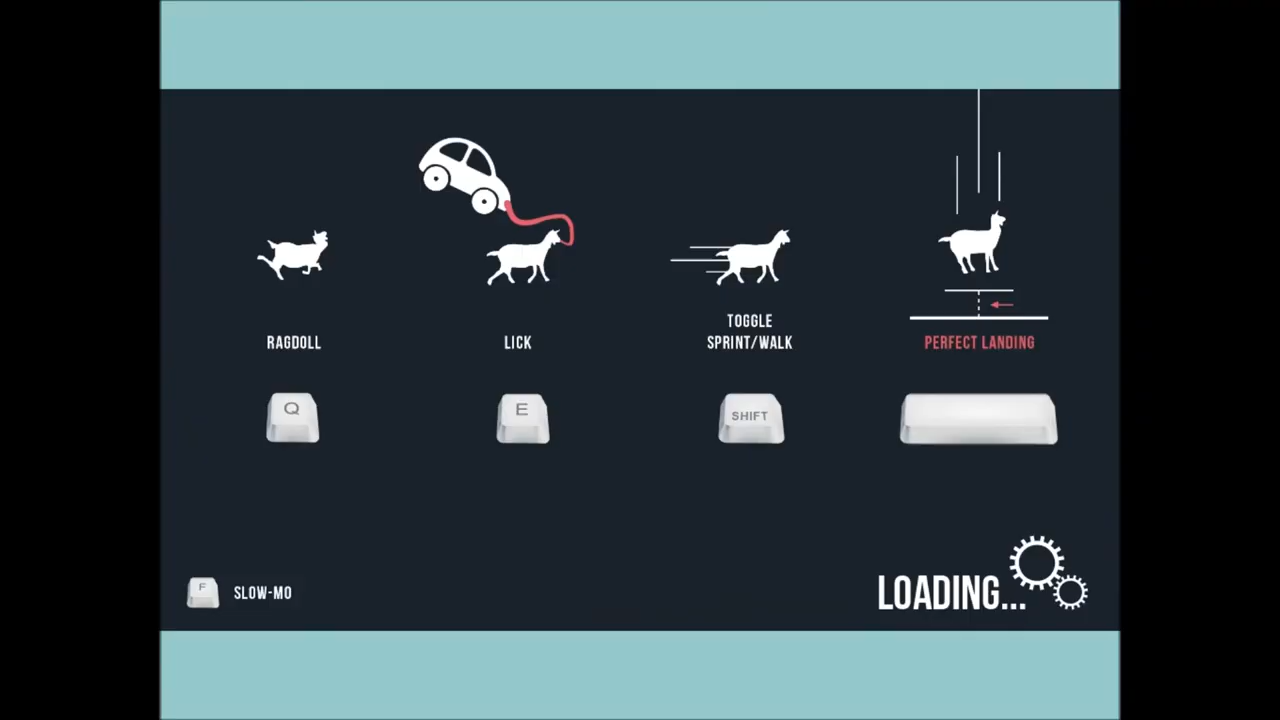 RAGDOLL
LICK
TOGGLE
SPRINT/WALK
PERFECT LANDING
Q
E
SHIFT
F
SLOW-MO
LOADING...